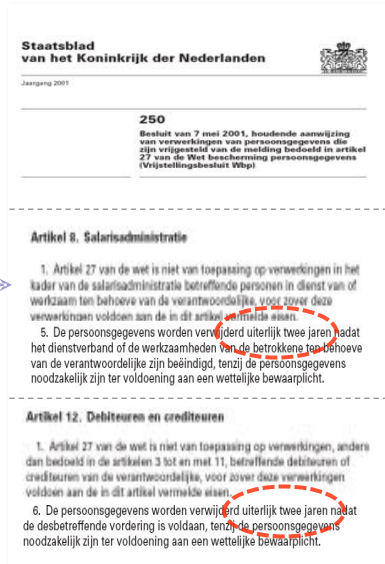 Staatsblad
van het Koninkrijk der Nederlanden
Jaargang 2001
250
Besluit van 7 mei 2001, houdende aanwijzing
van verwerkingen van persoonsgegevens die
zijn vrijgesteld van de melding bedoeld in artikel
27 van de Wet bescherming persoonsgegevens
(Vrijstellingsbesluit Wbp)
Artikel 8. Salarisadministratie
1. Artikel 27 van de wet is niet van toepassing op verwerkingen in het
kader van de salarisadministratie betreffende personen in dienst van of
werkzaam ten behoeve van de verantwoordelijke, voor zover deze
verwerkingen voldoen aan de in dit artikel vermelde eisen.
5. De persoonsgegevens worden verwijderd uiterlijk twee jaren nadat
het dienstverband of de werkzaamheden van de betrokkene ten behoeve
van de verantwoordelijke zijn beëindigd, tenzij de persoonsgegevens
noodzakelijk zijn ter voldoening aan een wettelijke bewaarplicht.
Artikel 12. Debiteuren en crediteuren
1. Artikel 27 van de wet is niet van toepassing op verwerkingen, anders
dan bedoeld in de artikelen 3 tot en met 11, betreffende debiteuren of
crediteuren van de verantwoordelijke, voor zover deze verwerkingen
voldoen aan de in dit artikel vermelde eisen.
6. De persoonsgegevens worden verwijderd uiterlijk twee jaren nadat
de desbetreffende vordering is voldaan, tenzij de persoonsgegevens
noodzakelijk zijn ter voldoening aan een wettelijke bewaarplicht.